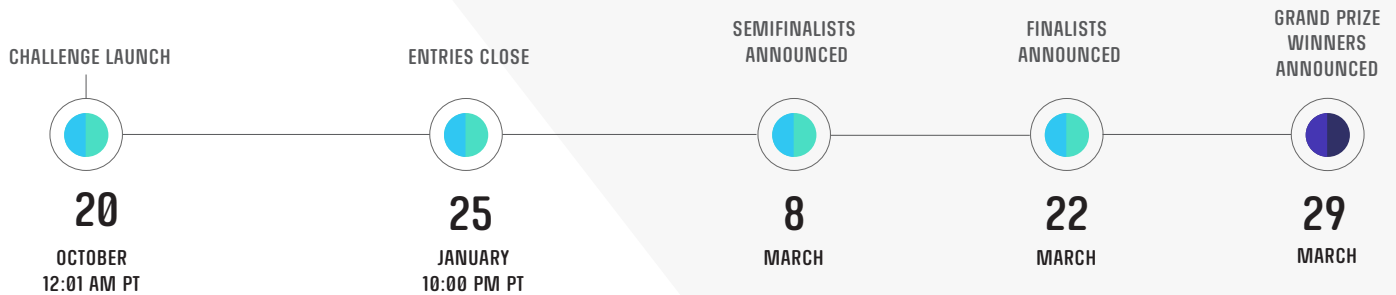 CHALLENGE LAUNCH
20
OCTOBER
12:01 AM PT
ENTRIES CLOSE
25
JANUARY
10:00 PM PT
SEMIFINALISTS
ANNOUNCED
8
MARCH
FINALISTS
ANNOUNCED
22
MARCH
GRAND PRIZE
WINNERS
ANNOUNCED
29
MARCH